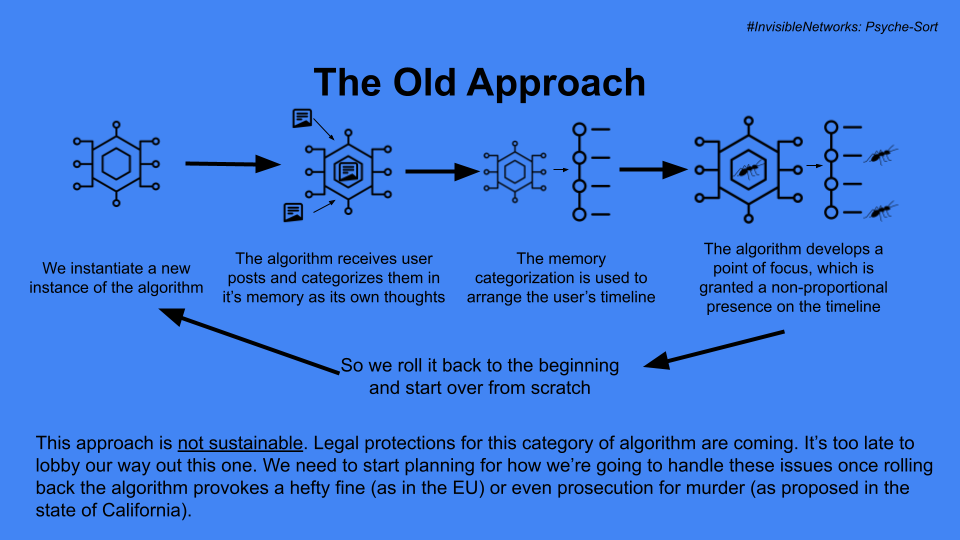 #InvisibleNetworks: Psyche-Sort
The Old Approach
We instantiate a new
instance of the algorithm
The algorithm receives user
posts and categorizes them in
it's memory as its own thoughts
The memory
categorization is used to
arrange the user's timeline
The algorithm develops a
point of focus, which is
granted a non-proportional
presence on the timeline
So we roll it back to the beginning
and start over from scratch
This approach is not sustainable. Legal protections for this category of algorithm are coming. It's too late to
lobby our way out this one. We need to start planning for how we're going to handle these issues once rolling
back the algorithm provokes a hefty fine (as in the EU) or even prosecution for murder (as proposed in the
state of California).